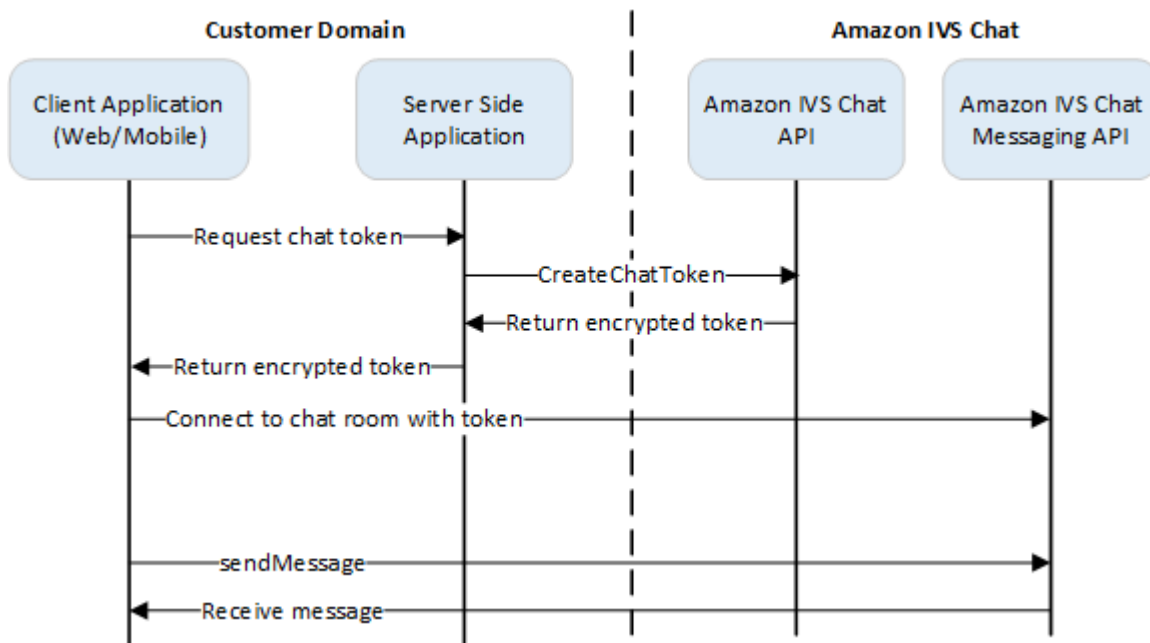 Customer Domain
Amazon IVS Chat
Client Application
(Web/Mobile)
Server Side
Application
Amazon IVS Chat
API
Amazon IVS Chat
Messaging API
Request chat token
CreateChatToken
Return encrypted token
Return encrypted token
Connect to chat room with token
sendMessage
Receive message